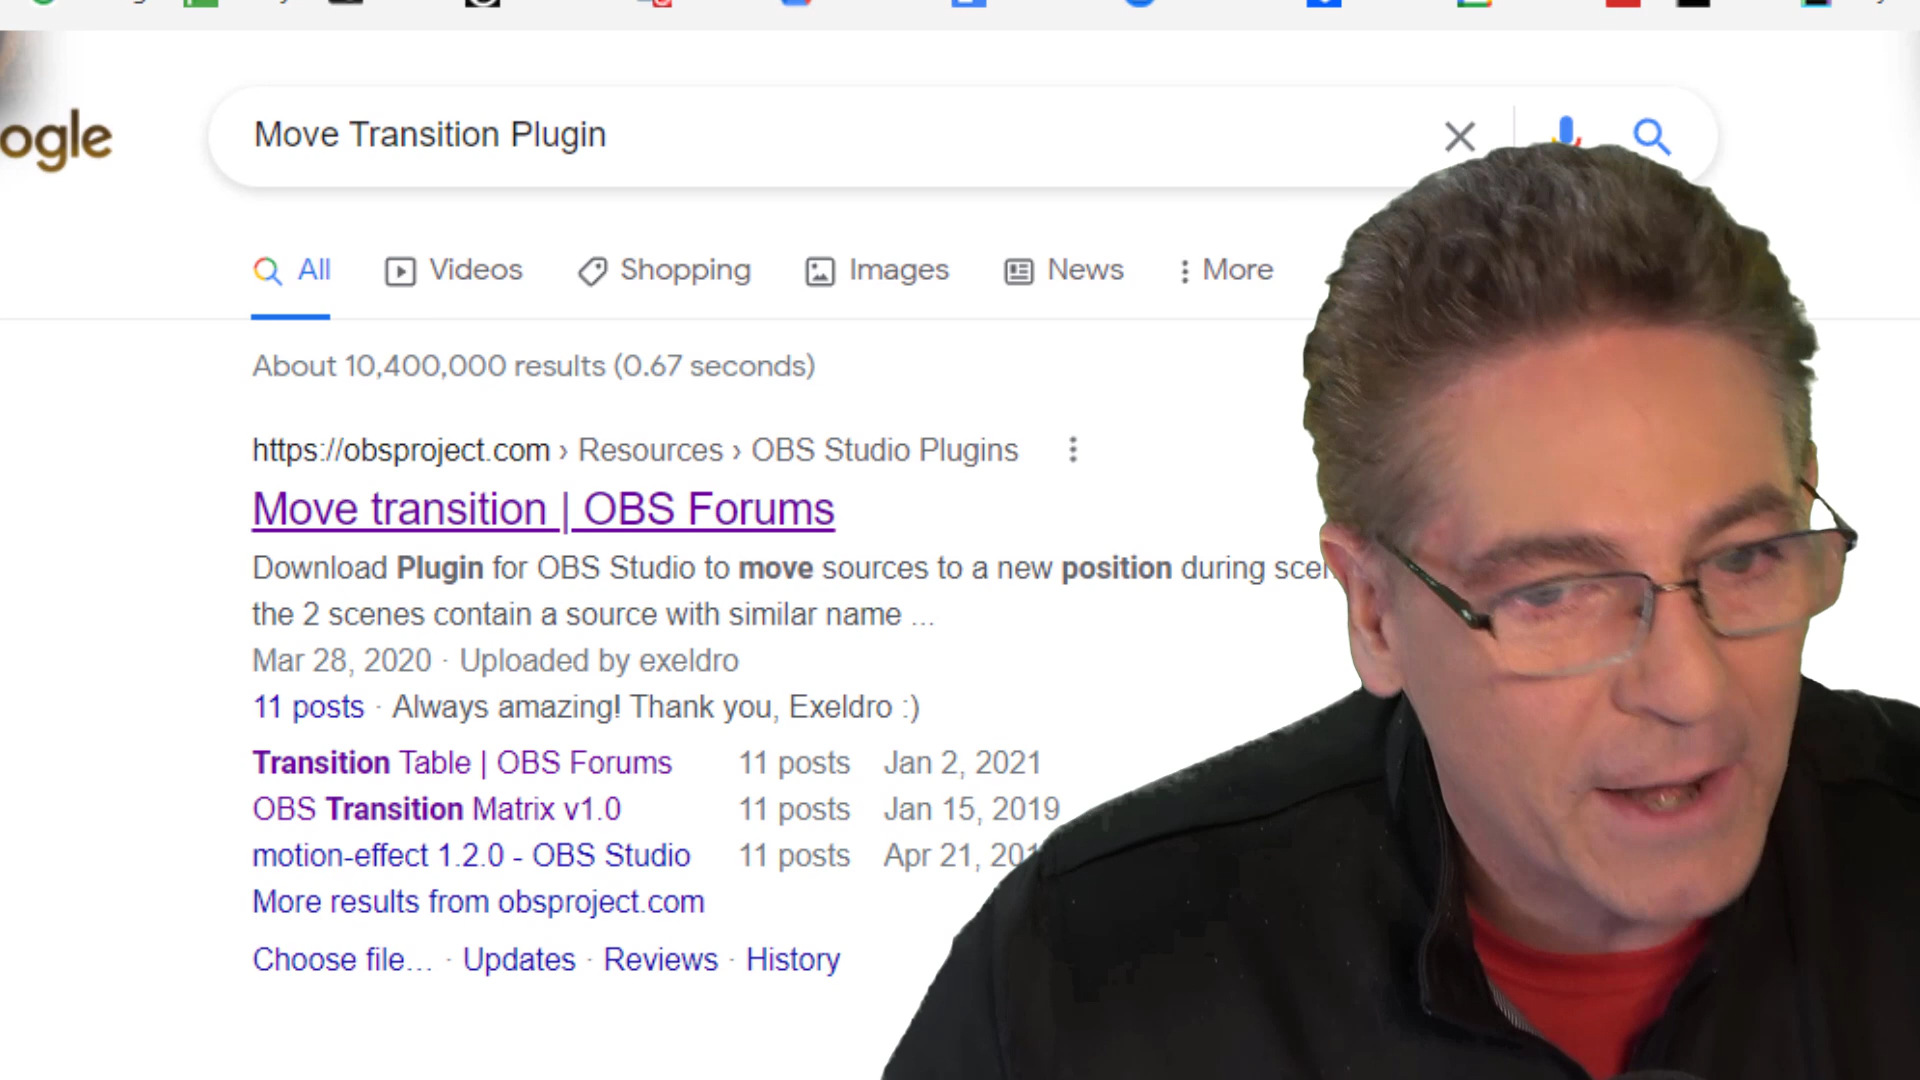 ogle
Move Transition Plugin
All Videos Shopping Images News More
About 10,400,000 results (0.67 seconds)
https://obsproject.com › Resources › OBS Studio Plugins
Move transition | OBS Forums
Download Plugin for OBS Studio to move sources to a new position during
the 2 scenes contain a source with similar name ...
Mar 28, 2020 · Uploaded by exeldro
11 posts · Always amazing! Thank you, Exeldro :)
Transition Table | OBS Forums 11 posts Jan 2, 2021
OBS Transition Matrix v1.0 11 posts Jan 15, 2019
motion-effect 1.2.0 - OBS Studio 11 posts Apr 21,
More results from obsproject.com
Choose file... · Updates · Reviews · History